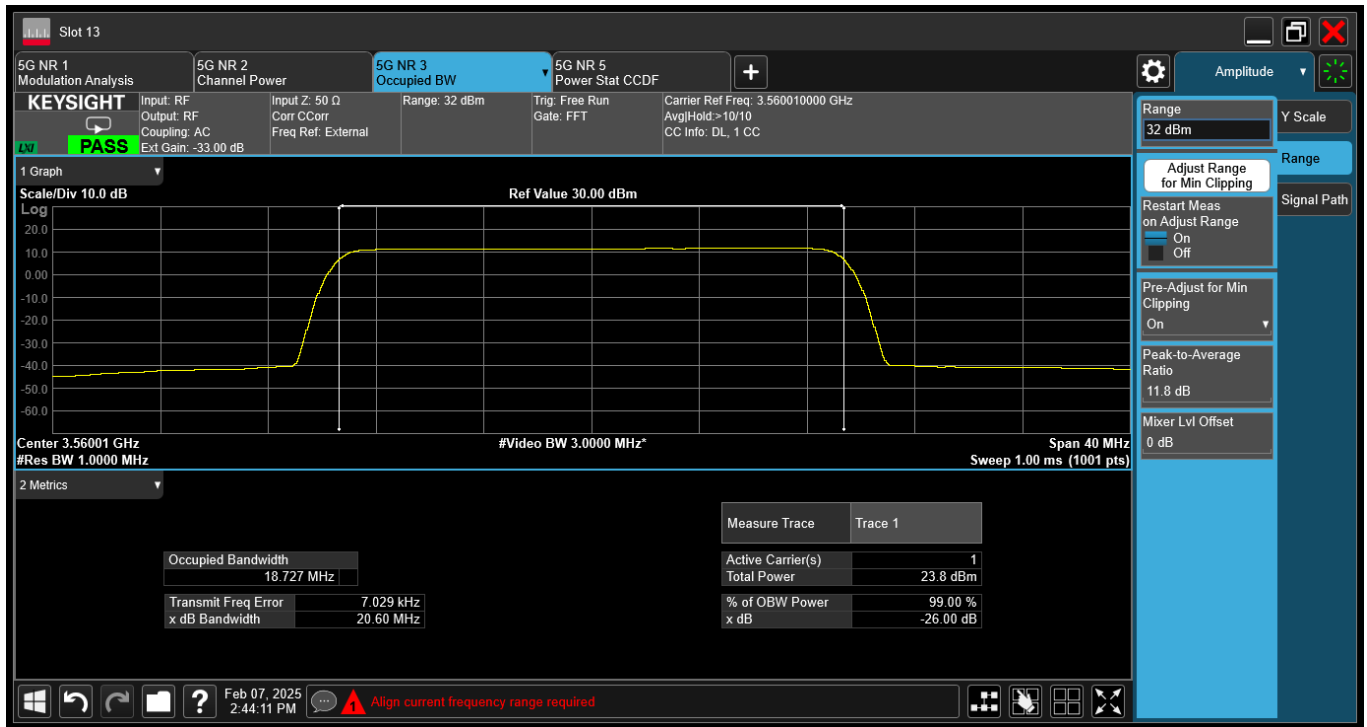 Slot 13
5G NR 1
Modulation Analysis
5G NR 2
Channel Power
5G NR 3
Occupied BW
5G NR 5
Power Stat CCDF
Amplitude
KEYSIGHT
LXI
PASS
Input: RF
Output: RF
Coupling: AC
Ext Gain: -33.00 dB
Input Z: 50 Ω
Corr CCorr
Freq Ref: External
Range: 32 dBm
Trig: Free Run
Gate: FFT
Carrier Ref Freq: 3.560010000 GHz
Avg|Hold:>10/10
CC Info: DL, 1 CC
1 Graph
Scale/Div 10.0 dB
Ref Value 30.00 dBm
Log
20.0
10.0
0.00
-10.0
-20.0
-30.0
-40.0
-50.0
-60.0
Center 3.56001 GHz
#Video BW 3.0000 MHz*
Span 40 MHz
#Res BW 1.0000 MHz
Sweep 1.00 ms (1001 pts)
2 Metrics
Measure Trace Trace 1
Occupied Bandwidth
18.727 MHz
Active Carrier(s) 1
Total Power 23.8 dBm
Transmit Freq Error 7.029 kHz
x dB Bandwidth 20.60 MHz
% of OBW Power 99.00 %
x dB -26.00 dB
Range
32 dBm
Adjust Range
for Min Clipping
Restart Meas
on Adjust Range
On
Off
Pre-Adjust for Min
Clipping
On
Peak-to-Average
Ratio
11.8 dB
Mixer Lvl Offset
0 dB
Y Scale
Range
Signal Path
?
Feb 07, 2025
2:44:11 PM
1
Align current frequency range required